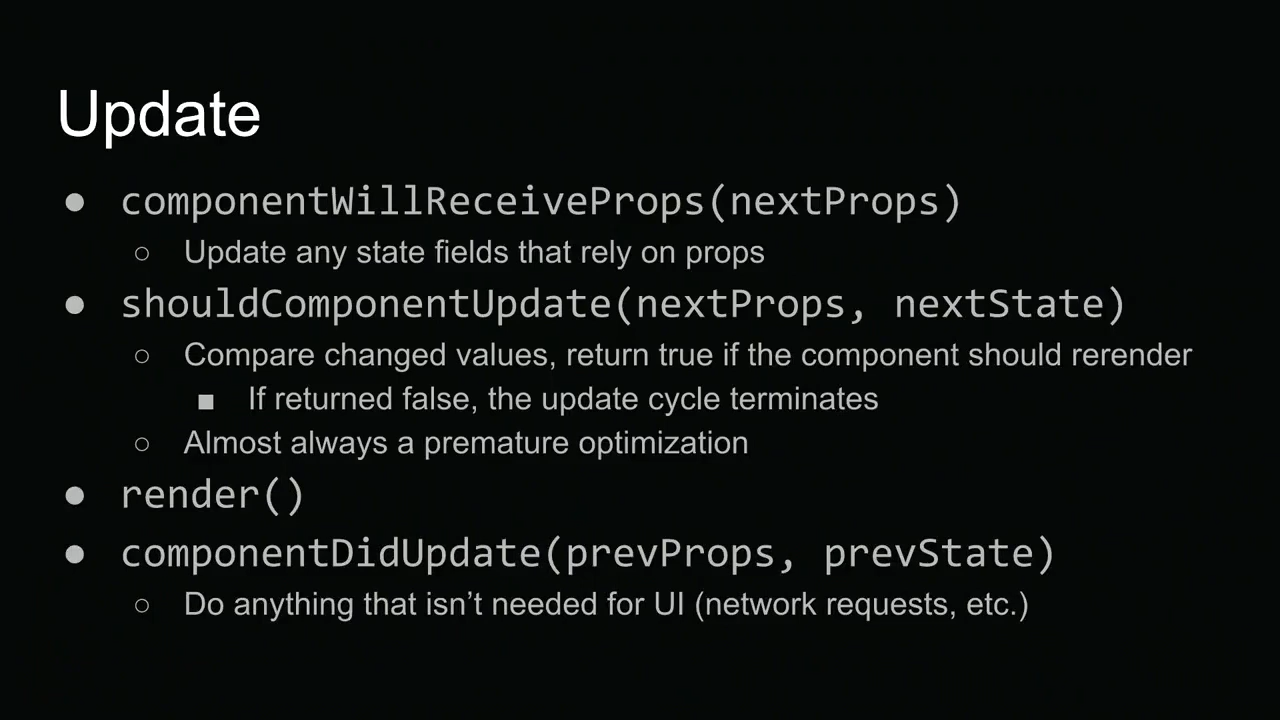 Update
● componentWillReceiveProps(nextProps)
○ Update any state fields that rely on props
● shouldComponentUpdate(nextProps, nextState)
○ Compare changed values, return true if the component should rerender
■ If returned false, the update cycle terminates
○ Almost always a premature optimization
● render()
● componentDidUpdate(prevProps, prevState)
○ Do anything that isn’t needed for UI (network requests, etc.)